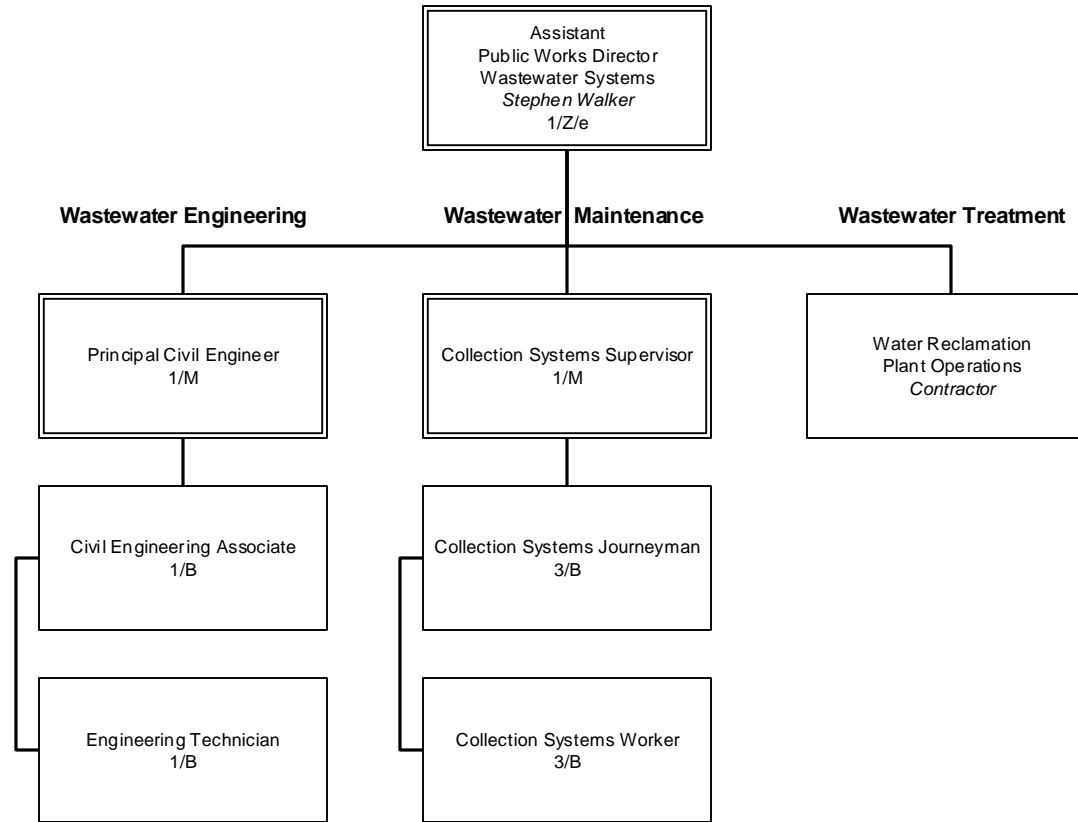 Assistant
Public Works Director
Wastewater Systems
Stephen Walker
1/Z/e
Wastewater Engineering
Wastewater Maintenance
Wastewater Treatment
Principal Civil Engineer
1/M
Collection Systems Supervisor
1/M
Water Reclamation
Plant Operations
Contractor
Civil Engineering Associate
1/B
Collection Systems Journeyman
3/B
Engineering Technician
1/B
Collection Systems Worker
3/B